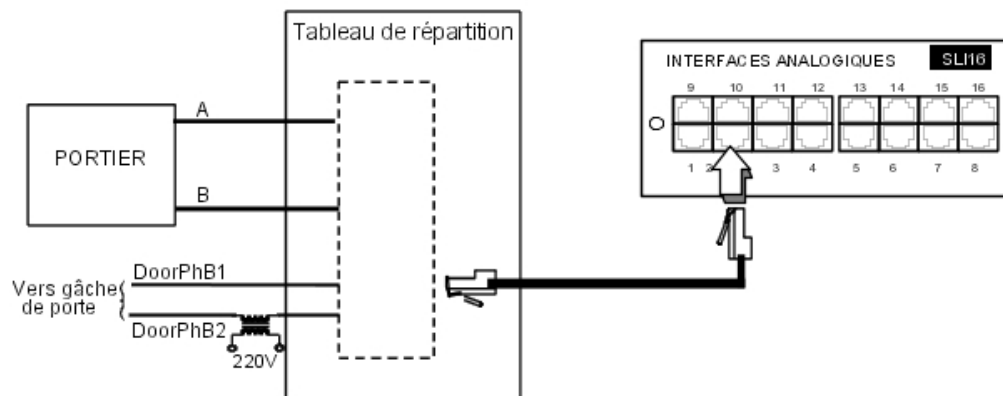 Tableau de répartition
INTERFACES ANALOGIQUES
SLI16
9 10 11 12 13 14 15 16
1 2 3 4 5 6 7 8
A
PORTIER
B
DoorPhB1
Vers gâche
de porte
DoorPhB2
220V